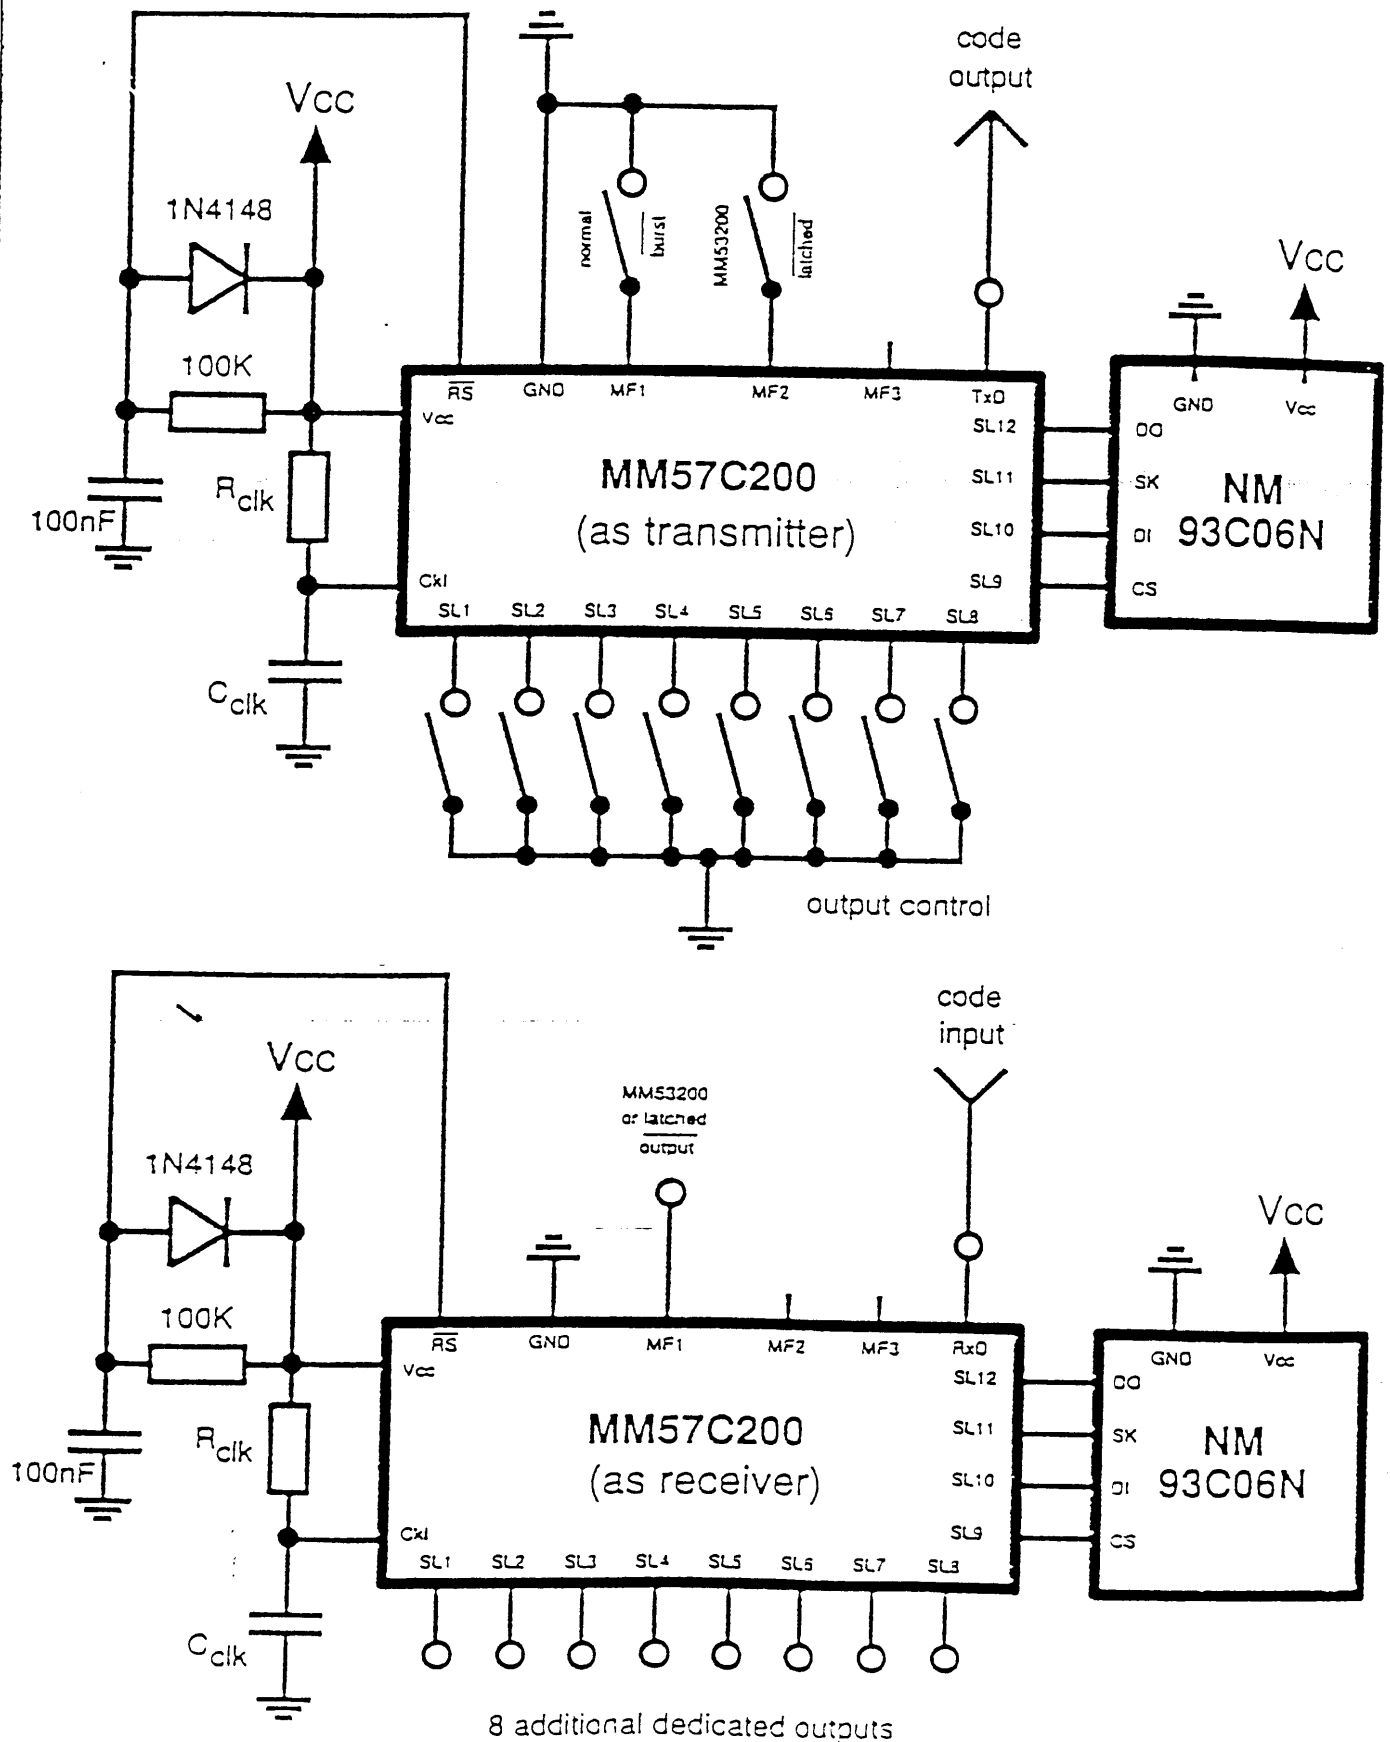 code
output
Vcc
1N4148
normal
burst
MM53200
latched
Vcc
100K
RS
GND
MF1
MF2
MF3
TxD
GND
Vcc
Vcc
SL12
DO
MM57C200
Rclk
SL11
SK
NM
100nF
(as transmitter)
SL10
DI
93C06N
CkI
SL9
CS
SL1
SL2
SL3
SL4
SL5
SL6
SL7
SL8
Cclk
output control
code
input
Vcc
MM53200
or latched
output
1N4148
Vcc
100K
RS
GND
MF1
MF2
MF3
RxD
GND
Vcc
Vcc
SL12
DO
MM57C200
Rclk
SL11
SK
NM
100nF
(as receiver)
SL10
DI
93C06N
CkI
SL9
CS
SL1
SL2
SL3
SL4
SL5
SL6
SL7
SL8
Cclk
8 additional dedicated outputs